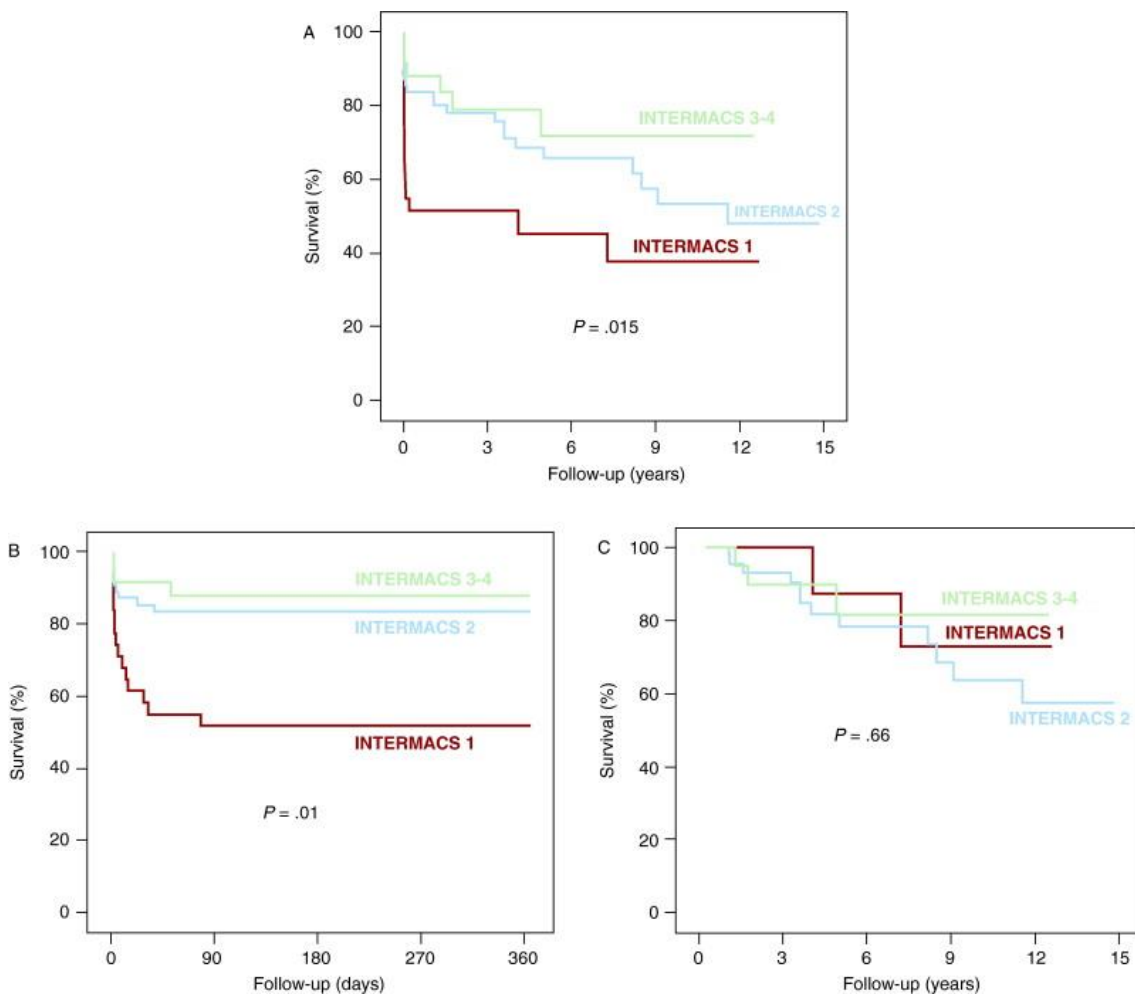 A
100
80
60
40
20
0
Survival (%)
INTERMACS 3-4
INTERMACS 2
INTERMACS 1
P = .015
0 3 6 9 12 15
Follow-up (years)
B
100
80
60
40
20
0
Survival (%)
INTERMACS 3-4
INTERMACS 2
INTERMACS 1
P = .01
0 90 180 270 360
Follow-up (days)
C
100
80
60
40
20
0
Survival (%)
INTERMACS 3-4
INTERMACS 1
INTERMACS 2
P = .66
0 3 6 9 12 15
Follow-up (years)